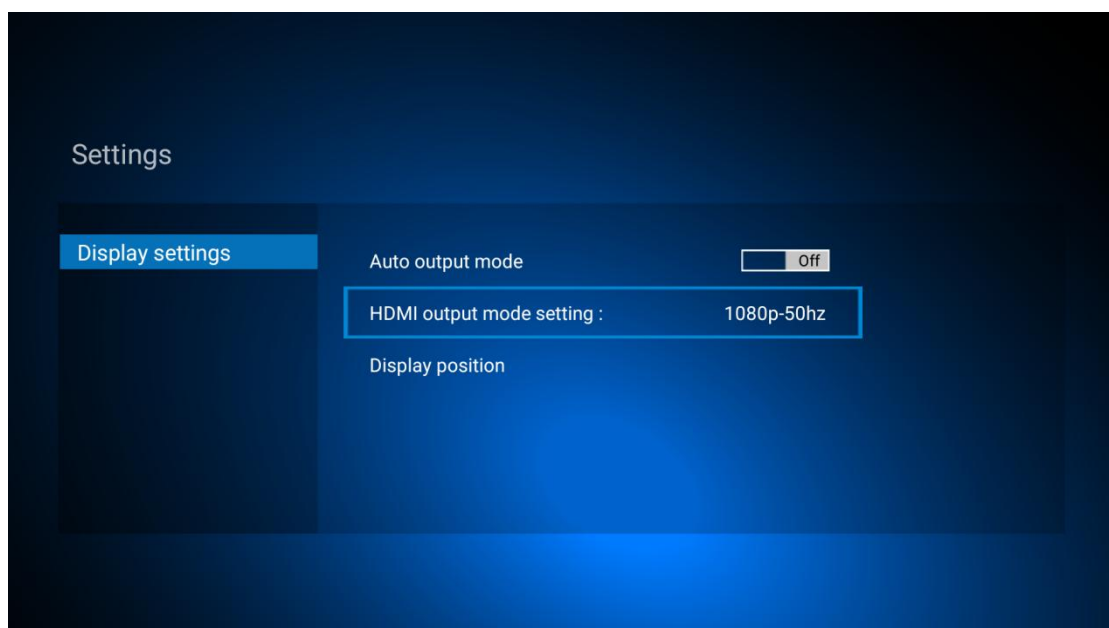 Settings
Display settings
Auto output mode Off
HDMI output mode setting : 1080p-50hz
Display position